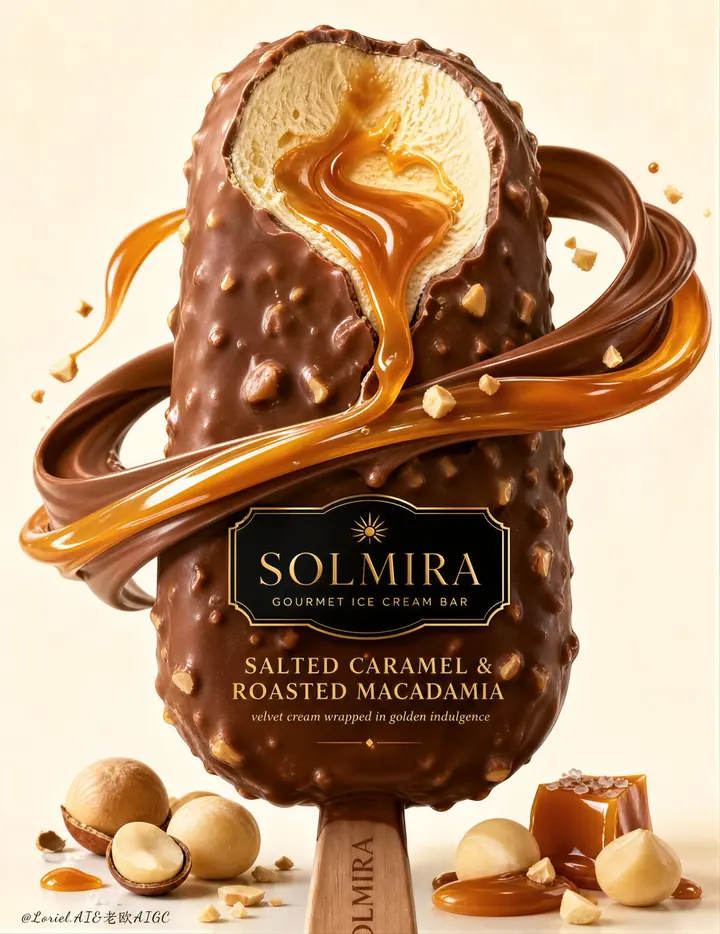 SOLMIRA
GOURMET ICE CREAM BAR
SALTED CARAMEL &
ROASTED MACADAMIA
velvet cream wrapped in golden indulgence
OLMIRA
@Loriel.AI&老欧AIGC